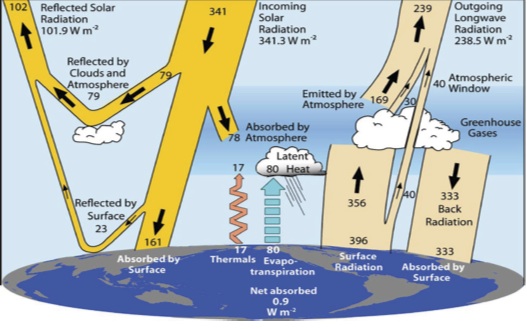 102
Reflected Solar
Radiation
101.9 W m⁻²
341
Incoming
Solar
Radiation
341.3 W m⁻²
239
Outgoing
Longwave
Radiation
238.5 W m⁻²
Reflected by
Clouds and
Atmosphere
79
79
Emitted by
Atmosphere
169
30
40
Atmospheric
Window
Greenhouse
Gases
78
Absorbed by
Atmosphere
17
Latent
80 Heat
Reflected by
Surface
23
356
40
333
Back
Radiation
161
Absorbed by
Surface
17
Thermals
80
Evapo-
transpiration
396
Surface
Radiation
333
Absorbed by
Surface
Net absorbed
0.9
W m⁻²